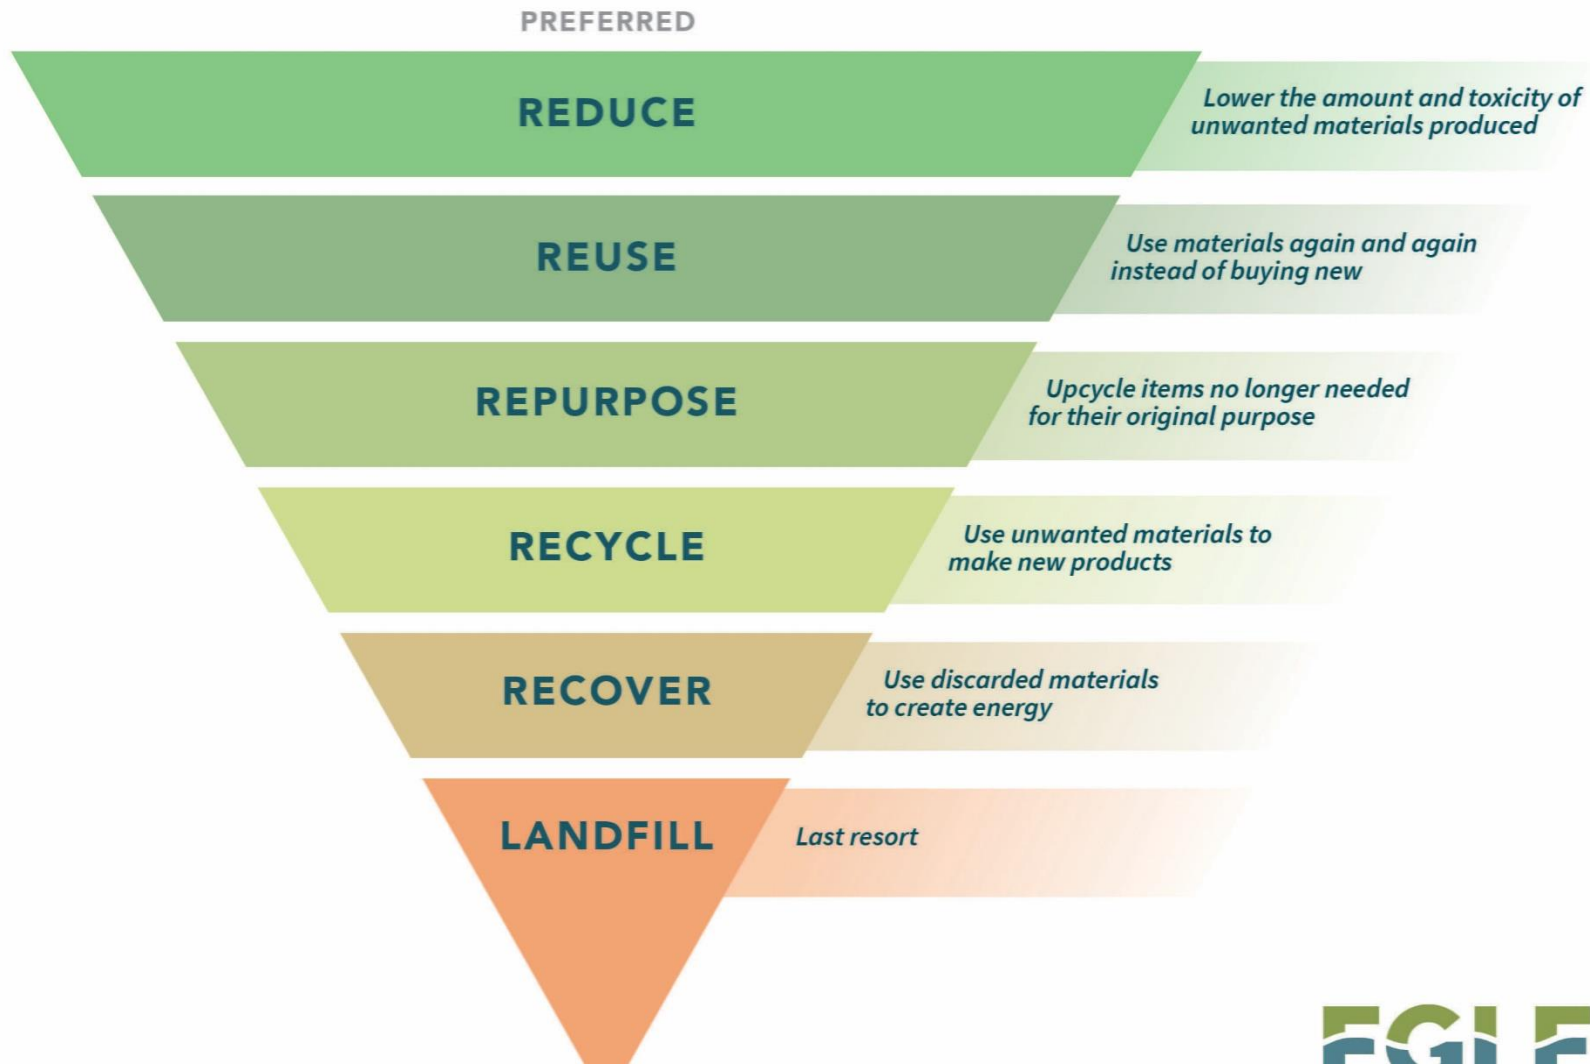 PREFERRED
REDUCE
Lower the amount and toxicity of
unwanted materials produced
REUSE
Use materials again and again
instead of buying new
REPURPOSE
Upcycle items no longer needed
for their original purpose
RECYCLE
Use unwanted materials to
make new products
RECOVER
Use discarded materials
to create energy
LANDFILL
Last resort
EGLE